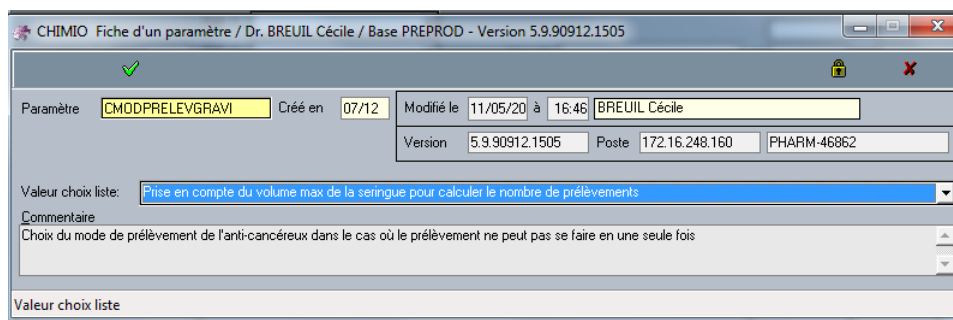 CHIMIO Fiche d'un paramètre / Dr. BREUIL Cécile / Base PREPROD - Version 5.9.90912.1505
Paramètre CMODPRELEVGRAVI Créé en 07/12 Modifié le 11/05/20 à 16:46 BREUIL Cécile
Version 5.9.90912.1505 Poste 172.16.248.160 PHARM-46862
Valeur choix liste: Prise en compte du volume max de la seringue pour calculer le nombre de prélèvements
Commentaire
Choix du mode de prélèvement de l'anti-cancéreux dans le cas où le prélèvement ne peut pas se faire en une seule fois
Valeur choix liste